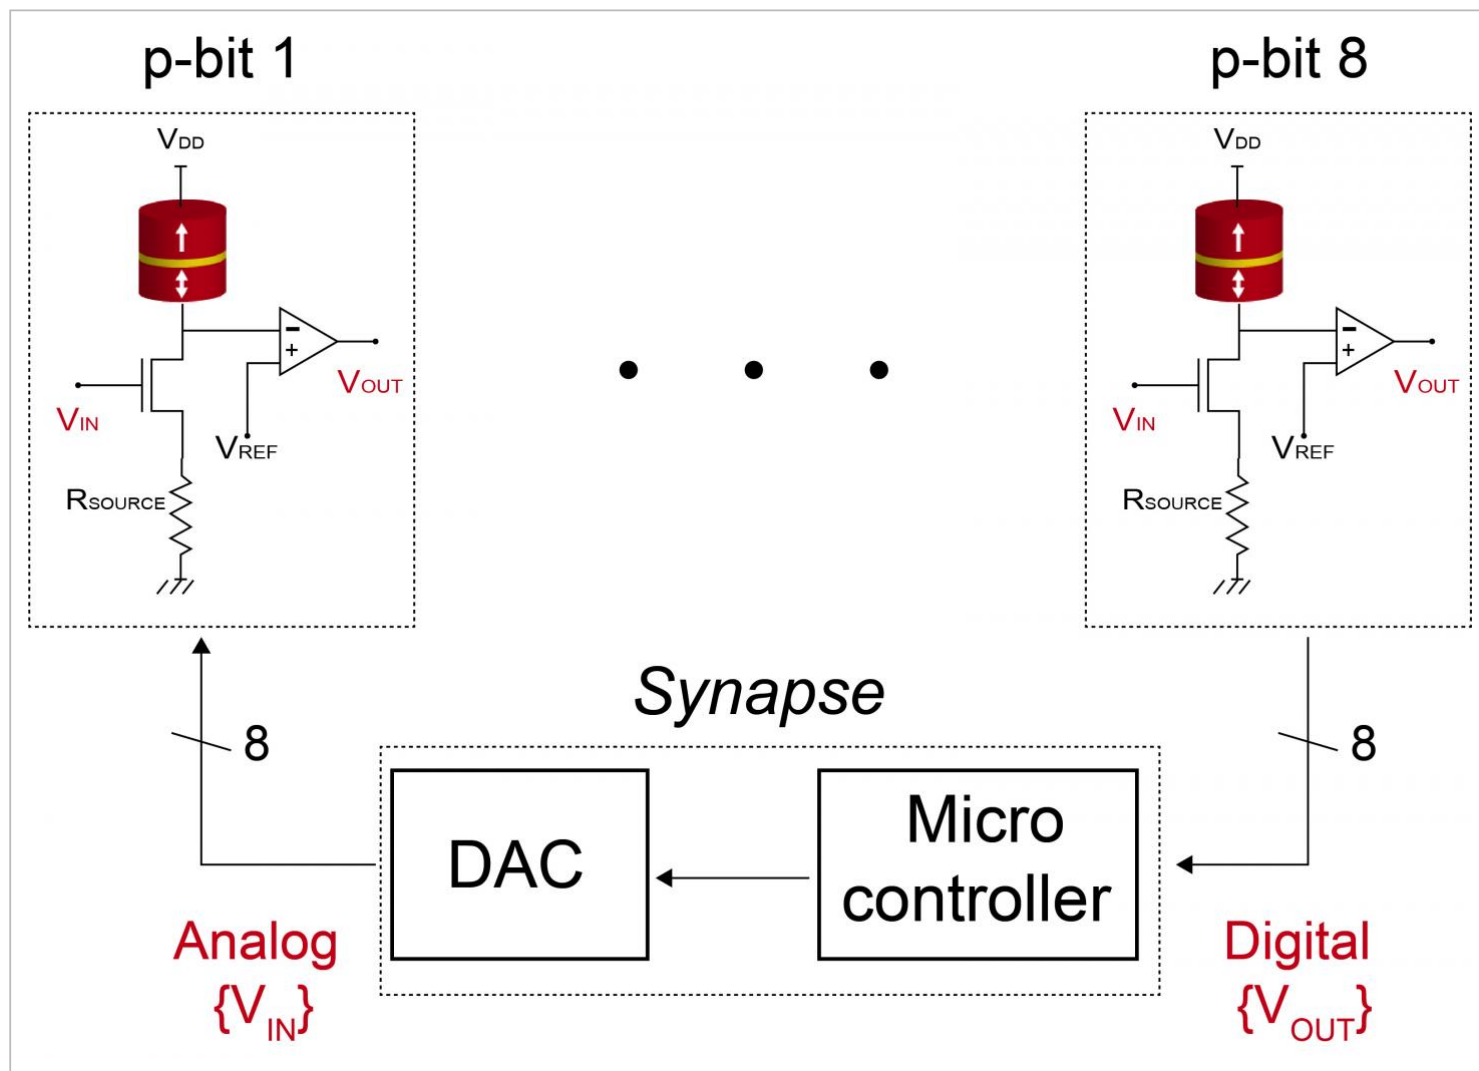 p-bit 1
VDD
VIN
VOUT
VREF
RSOURCE
-
+
p-bit 8
VDD
VIN
VOUT
VREF
RSOURCE
-
+
Synapse
8
8
DAC
Micro
controller
Analog
{VIN}
Digital
{VOUT}